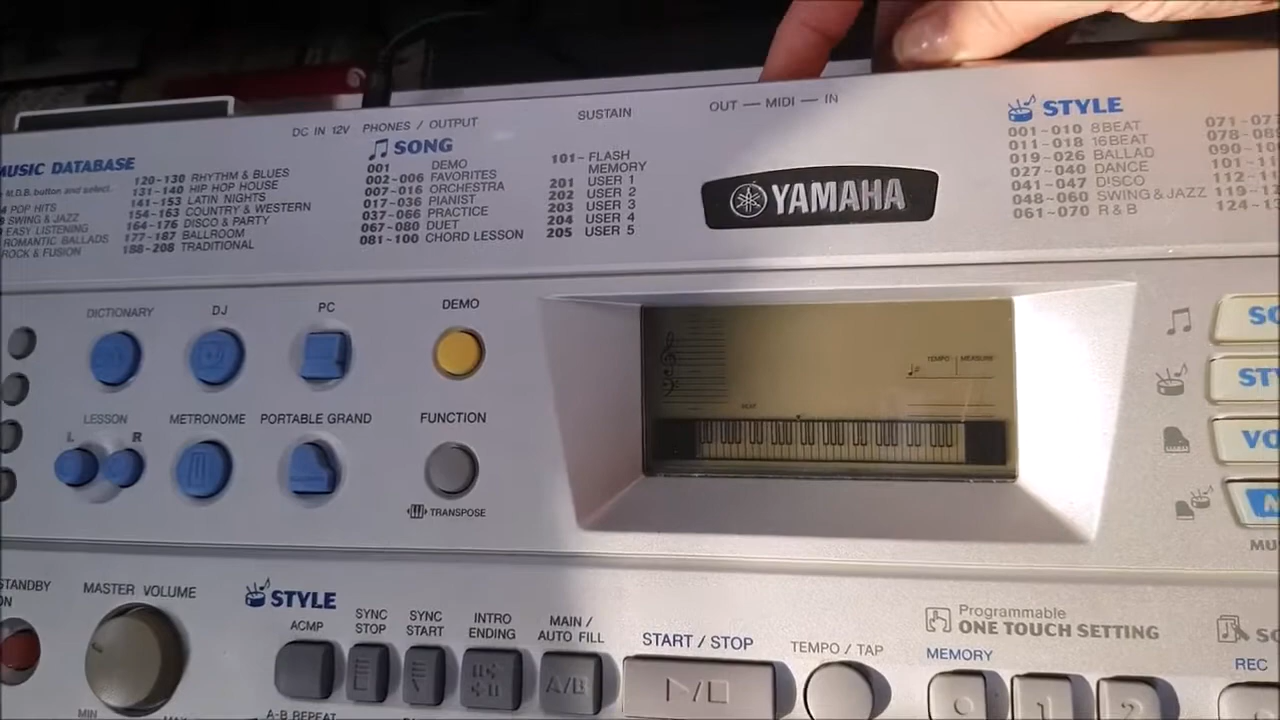 DC IN 12V PHONES / OUTPUT
SUSTAIN
OUT — MIDI — IN
MUSIC DATABASE
M.D.B. button and select.
POP HITS
SWING & JAZZ
EASY LISTENING
ROMANTIC BALLADS
ROCK & FUSION
120~130 RHYTHM & BLUES
131~140 HIP HOP HOUSE
141~153 LATIN NIGHTS
154~163 COUNTRY & WESTERN
164~176 DISCO & PARTY
177~187 BALLROOM
188~208 TRADITIONAL
SONG
001 DEMO
002~006 FAVORITES
007~016 ORCHESTRA
017~036 PIANIST
037~066 PRACTICE
067~080 DUET
081~100 CHORD LESSON
101~ FLASH
MEMORY
201 USER 1
202 USER 2
203 USER 3
204 USER 4
205 USER 5
YAMAHA
STYLE
001~010 8BEAT
011~018 16BEAT
019~026 BALLAD
027~040 DANCE
041~047 DISCO
048~060 SWING & JAZZ
061~070 R & B
DICTIONARY DJ PC DEMO
LESSON METRONOME PORTABLE GRAND FUNCTION
L R
TRANSPOSE
TEMPO MEASURE
BEAT
STANDBY
ON
MASTER VOLUME
MIN
STYLE
ACMP
SYNC
STOP
SYNC
START
INTRO
ENDING
MAIN /
AUTO FILL
A/B
START / STOP
TEMPO / TAP
Programmable
ONE TOUCH SETTING
MEMORY
0 1 2
REC
A-B REPEAT